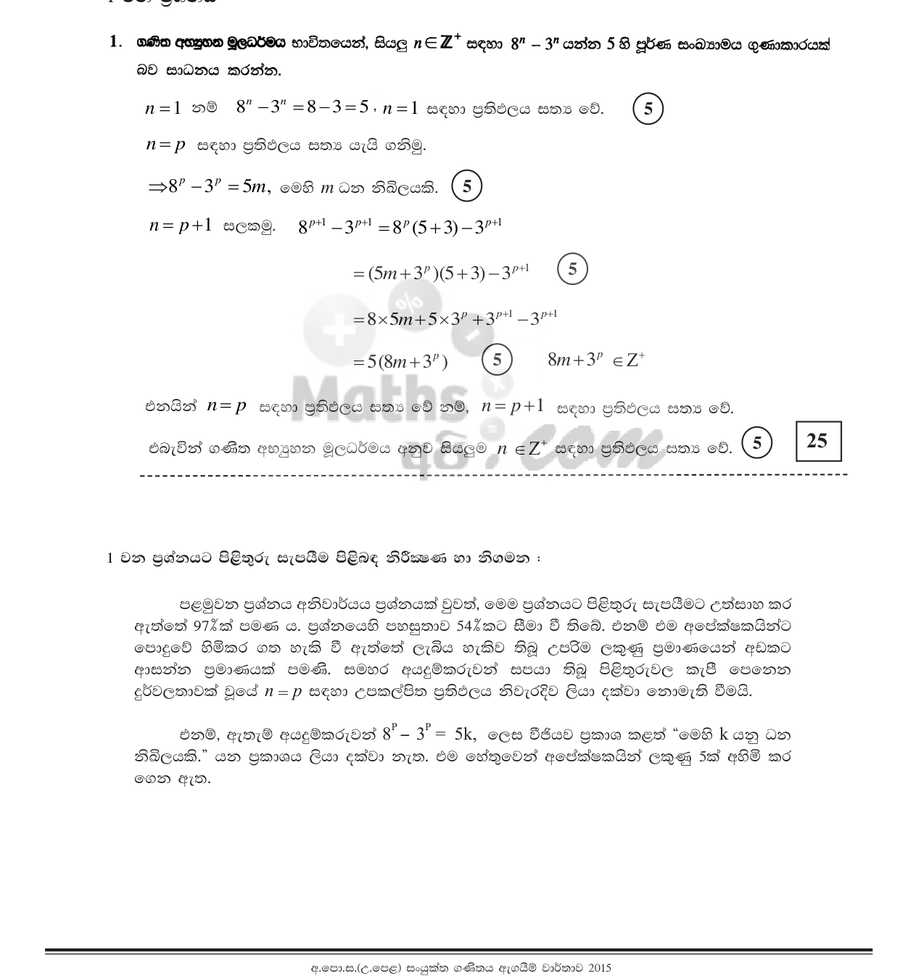 1. ගණිත අභ්‍යුහන මූලධර්මය භාවිතයෙන්, සියලු n∈ℤ⁺ සඳහා 8ⁿ – 3ⁿ යන්න 5 හි පූර්ණ සංඛ්‍යාමය ගුණාකාරයක්
බව සාධනය කරන්න.
n=1 නම් 8ⁿ −3ⁿ =8−3=5, n=1 සඳහා ප්‍රතිඵලය සත්‍ය වේ. 5
n=p සඳහා ප්‍රතිඵලය සත්‍ය යැයි ගනිමු.
⇒8ᵖ −3ᵖ =5m, මෙහි m ධන නිඛිලයකි. 5
n=p+1 සලකමු. 8ᵖ⁺¹ −3ᵖ⁺¹ =8ᵖ(5+3)−3ᵖ⁺¹
=(5m+3ᵖ)(5+3)−3ᵖ⁺¹ 5
=8×5m+5×3ᵖ+3ᵖ⁺¹−3ᵖ⁺¹
=5(8m+3ᵖ) 5 8m+3ᵖ ∈Z⁺
Maths
එනයින් n=p සඳහා ප්‍රතිඵලය සත්‍ය වේ නම්, n=p+1 සඳහා ප්‍රතිඵලය සත්‍ය වේ.
එබැවින් ගණිත අභ්‍යුහන මූලධර්මය අනුව සියලුම n ∈Z⁺ සඳහා ප්‍රතිඵලය සත්‍ය වේ. 5 25
.com
1 වන ප්‍රශ්නයට පිළිතුරු සැපයීම පිළිබඳ නිරීක්‍ෂණ හා නිගමන :
පළමුවන ප්‍රශ්නය අනිවාර්යය ප්‍රශ්නයක් වුවත්, මෙම ප්‍රශ්නයට පිළිතුරු සැපයීමට උත්සාහ කර
ඇත්තේ 97%ක් පමණ ය. ප්‍රශ්නයෙහි පහසුතාව 54%කට සීමා වී තිබේ. එනම් එම අපේක්ෂකයින්ට
පොදුවේ හිමිකර ගත හැකි වී ඇත්තේ ලැබිය හැකිව තිබූ උපරිම ලකුණු ප්‍රමාණයෙන් අඩකට
ආසන්න ප්‍රමාණයක් පමණි. සමහර අයදුම්කරුවන් සපයා තිබූ පිළිතුරුවල කැපී පෙනෙන
දුර්වලතාවක් වූයේ n=p සඳහා උපකල්පිත ප්‍රතිඵලය නිවැරදිව ලියා දක්වා නොමැති වීමයි.
එනම්, ඇතැම් අයදුම්කරුවන් 8ᴾ– 3ᴾ= 5k, ලෙස වීජියව ප්‍රකාශ කළත් “මෙහි k යනු ධන
නිඛිලයකි.” යන ප්‍රකාශය ලියා දක්වා නැත. එම හේතුවෙන් අපේක්ෂකයින් ලකුණු 5ක් අහිමි කර
ගෙන ඇත.
අ.පො.ස.(උ.පෙළ) සංයුක්ත ගණිතය ඇගයීම් වාර්තාව 2015